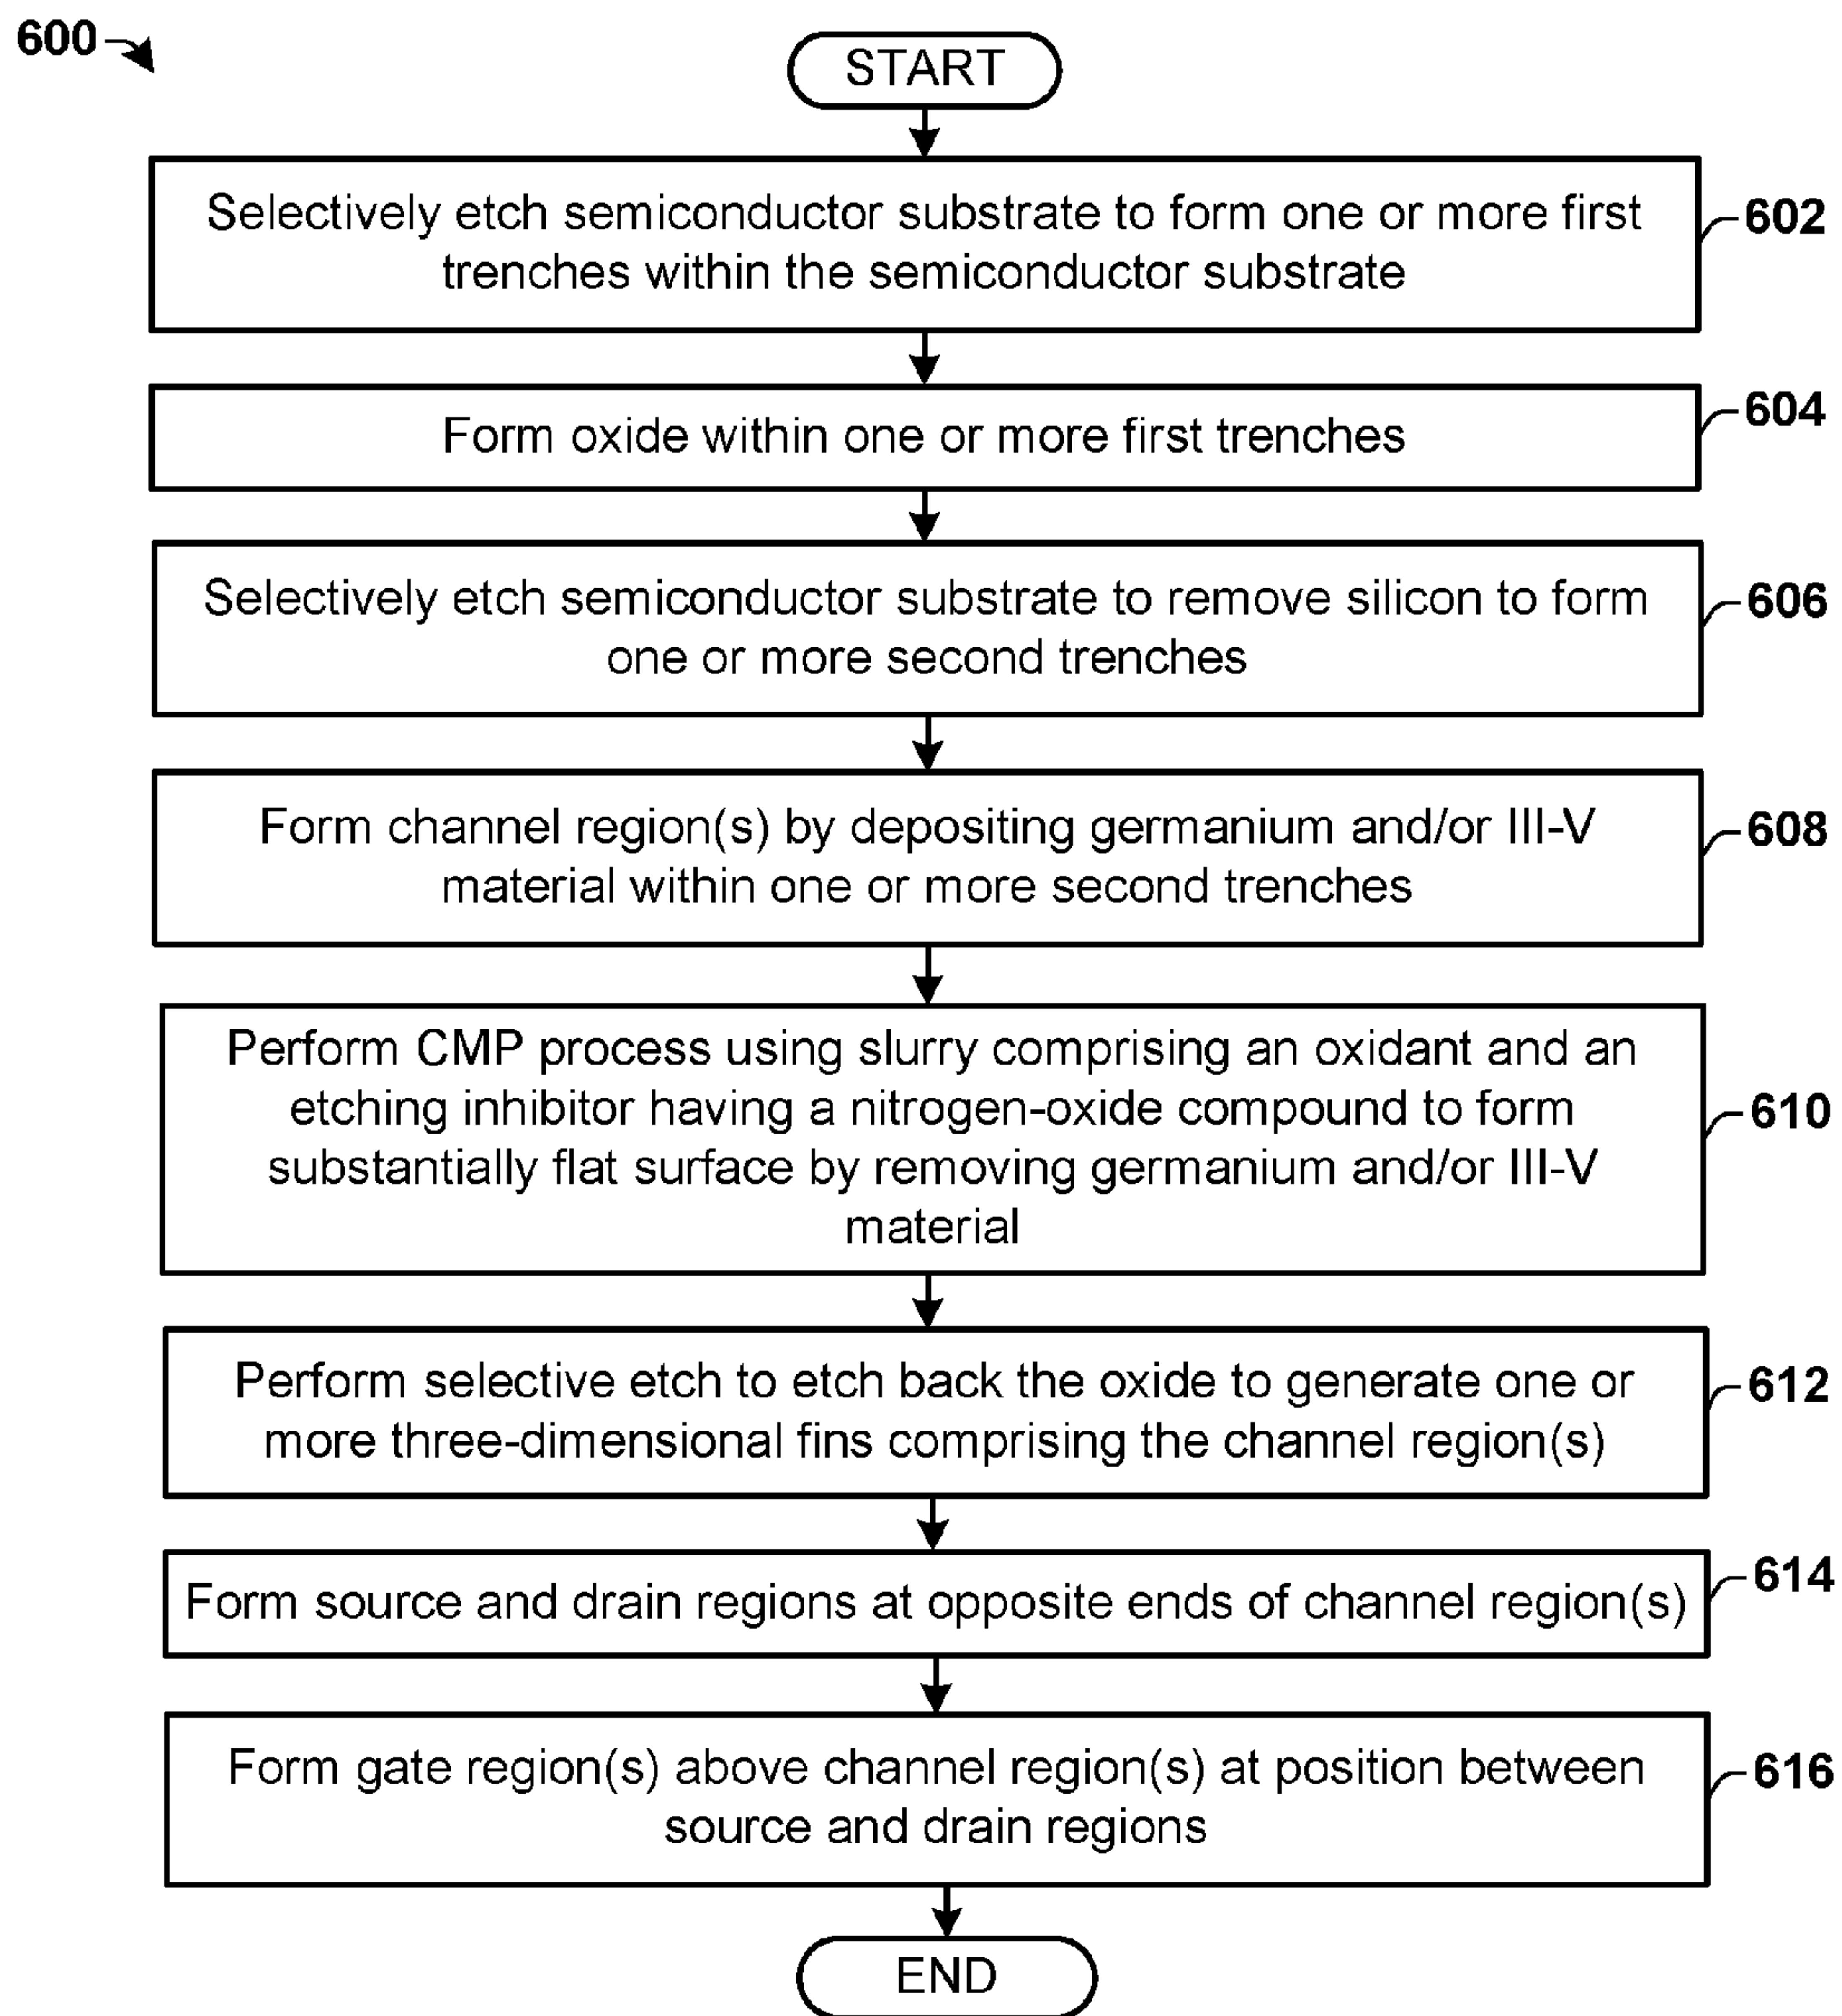 600
START
Selectively etch semiconductor substrate to form one or more first
trenches within the semiconductor substrate
602
Form oxide within one or more first trenches
604
Selectively etch semiconductor substrate to remove silicon to form
one or more second trenches
606
Form channel region(s) by depositing germanium and/or III-V
material within one or more second trenches
608
Perform CMP process using slurry comprising an oxidant and an
etching inhibitor having a nitrogen-oxide compound to form
substantially flat surface by removing germanium and/or III-V
material
610
Perform selective etch to etch back the oxide to generate one or
more three-dimensional fins comprising the channel region(s)
612
Form source and drain regions at opposite ends of channel region(s)
614
Form gate region(s) above channel region(s) at position between
source and drain regions
616
END